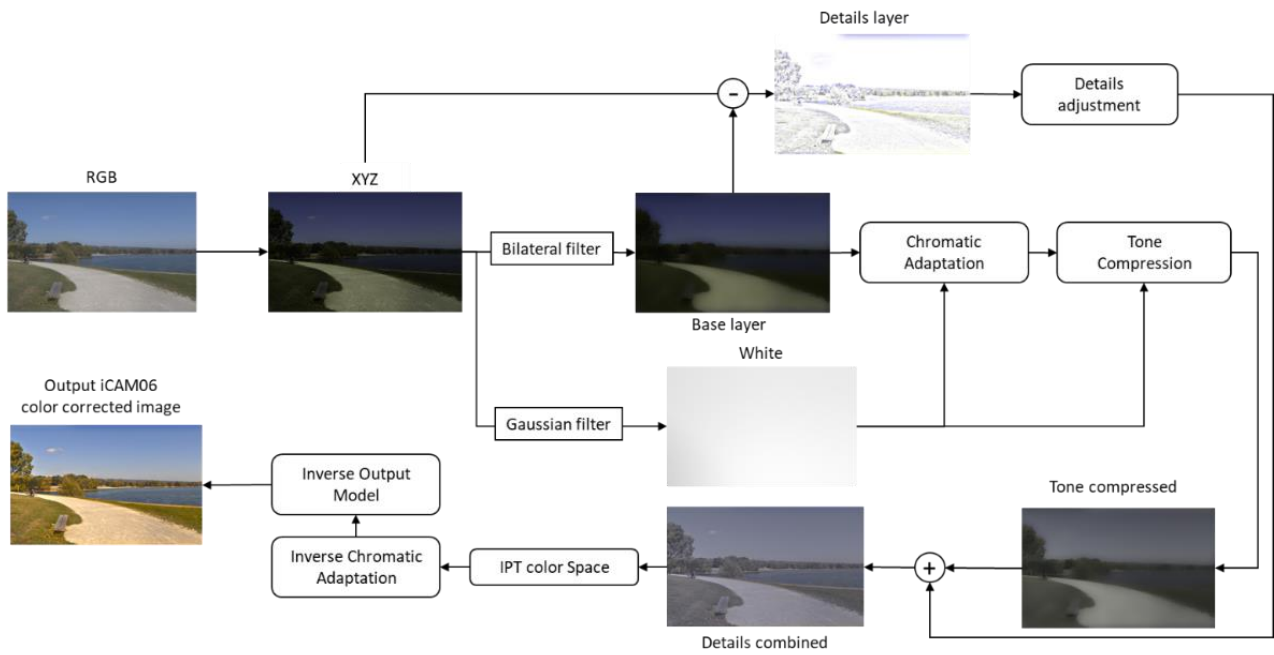 Details layer
-
Details
adjustment
RGB
XYZ
Bilateral filter
Base layer
Chromatic
Adaptation
Tone
Compression
White
Gaussian filter
Output iCAM06
color corrected image
Inverse Output
Model
Inverse Chromatic
Adaptation
IPT color Space
Details combined
+
Tone compressed